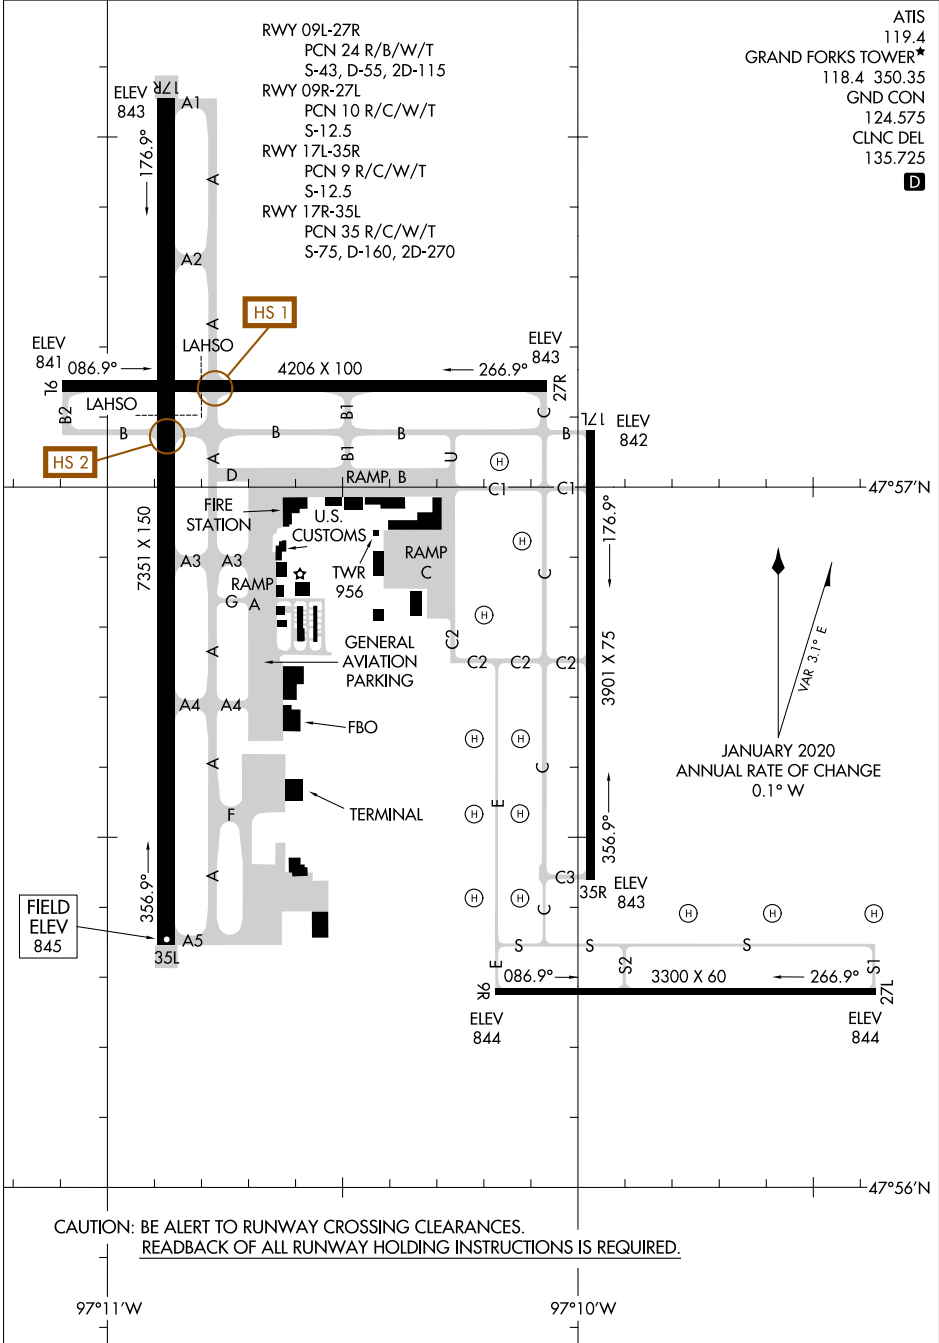 RWY 09L-27R
PCN 24 R/B/W/T
S-43, D-55, 2D-115
RWY 09R-27L
PCN 10 R/C/W/T
S-12.5
RWY 17L-35R
PCN 9 R/C/W/T
S-12.5
RWY 17R-35L
PCN 35 R/C/W/T
S-75, D-160, 2D-270
ATIS
119.4
GRAND FORKS TOWER★
118.4 350.35
GND CON
124.575
CLNC DEL
135.725
D
17R
ELEV
843
A1
176.9°
A
A2
A
HS 1
LAHSO
ELEV
841
086.9°
4206 X 100
266.9°
ELEV
843
9L
27R
LAHSO
B2
B
B
B1
B
C
B
17L
ELEV
842
HS 2
A
D
B1
U
H
RAMP B
C1
C1
47°57'N
FIRE
STATION
U.S.
CUSTOMS
7351 X 150
A3
A3
RAMP
A
G
TWR
956
RAMP
C
H
C
176.9°
H
C2
C2
C2
C2
A
GENERAL
AVIATION
PARKING
3901 X 75
VAR 3.1° E
A4
A4
FBO
H
H
JANUARY 2020
ANNUAL RATE OF CHANGE
0.1° W
A
C
TERMINAL
E
H
H
F
356.9°
356.9°
A
C3
35R
ELEV
843
FIELD
ELEV
845
H
H
C
H
H
H
A5
35L
S
S
S
E
S2
S1
086.9°
3300 X 60
266.9°
9R
27L
ELEV
844
ELEV
844
47°56'N
CAUTION: BE ALERT TO RUNWAY CROSSING CLEARANCES.
READBACK OF ALL RUNWAY HOLDING INSTRUCTIONS IS REQUIRED.
97°11'W
97°10'W